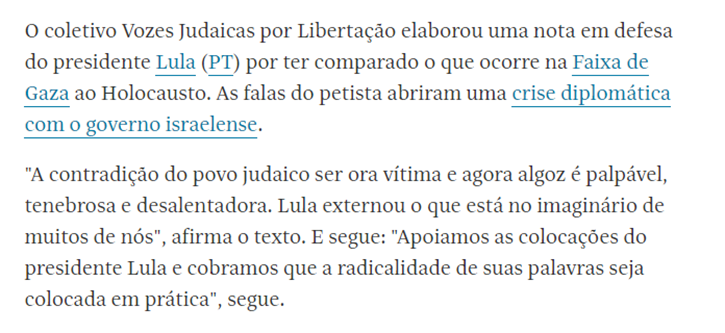 O coletivo Vozes Judaicas por Libertação elaborou uma nota em defesa
do presidente Lula (PT) por ter comparado o que ocorre na Faixa de
Gaza ao Holocausto. As falas do petista abriram uma crise diplomática
com o governo israelense.
"A contradição do povo judaico ser ora vítima e agora algoz é palpável,
tenebrosa e desalentadora. Lula externou o que está no imaginário de
muitos de nós", afirma o texto. E segue: "Apoiamos as colocações do
presidente Lula e cobramos que a radicalidade de suas palavras seja
colocada em prática", segue.